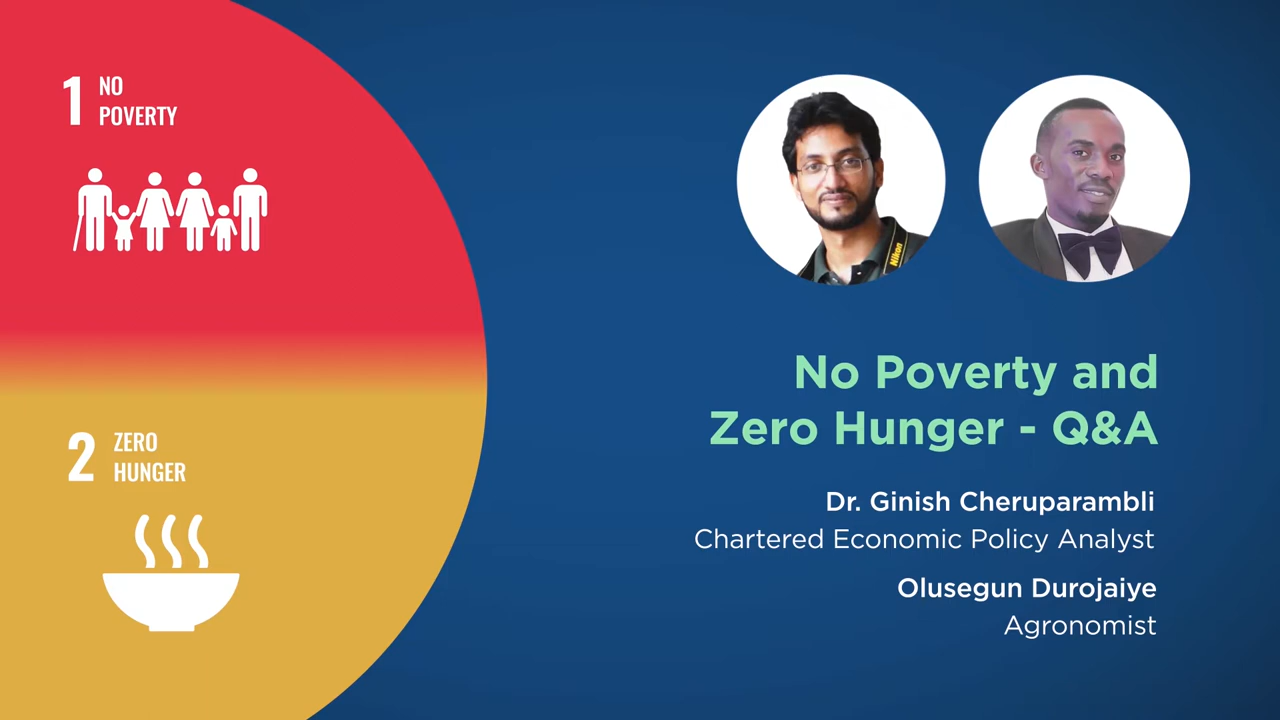 1 NO
POVERTY
2 ZERO
HUNGER
Nikon
No Poverty and
Zero Hunger - Q&A
Dr. Ginish Cheruparambli
Chartered Economic Policy Analyst
Olusegun Durojaiye
Agronomist